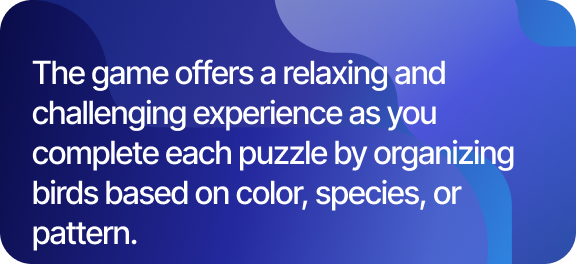 The game offers a relaxing and
challenging experience as you
complete each puzzle by organizing
birds based on color, species, or
pattern.